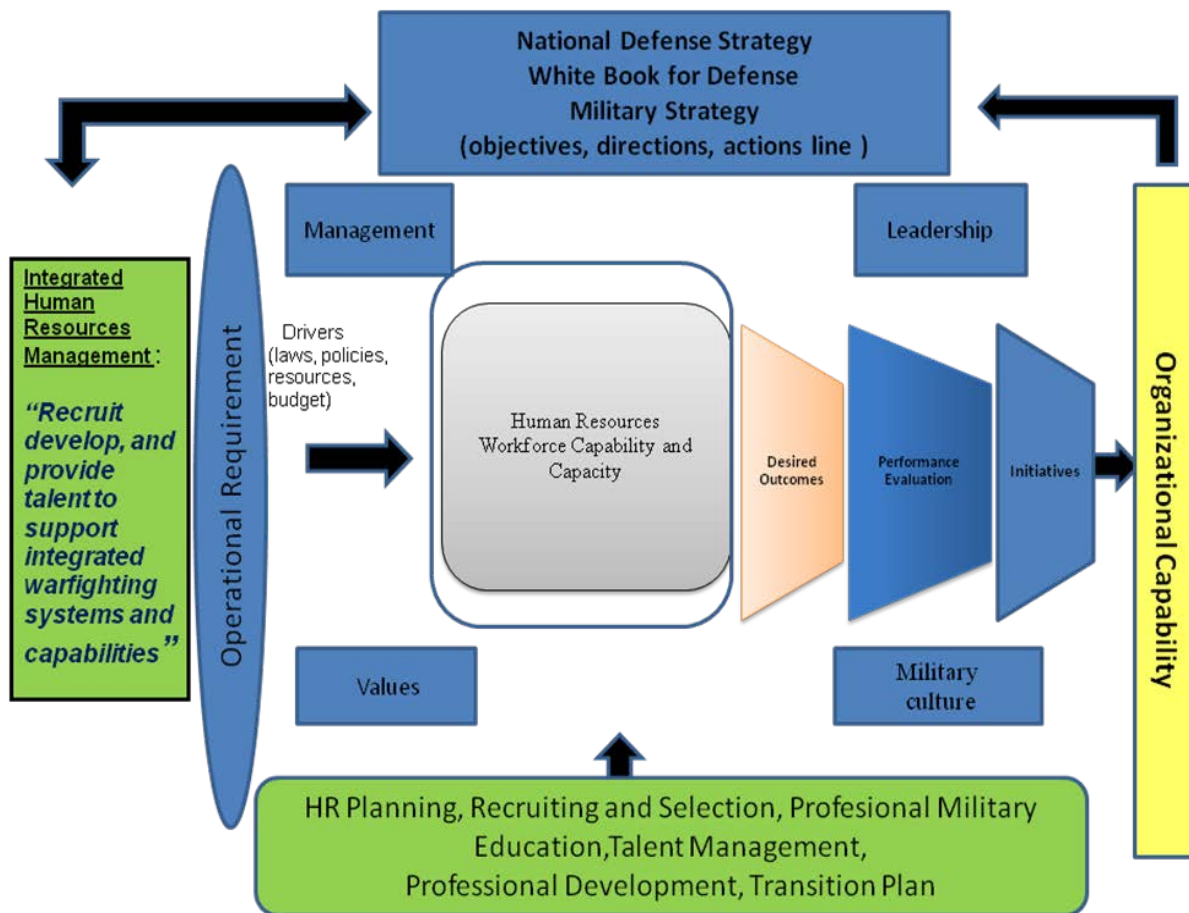 National Defense Strategy
White Book for Defense
Military Strategy
(objectives, directions, actions line )
Management
Leadership
Integrated
Human
Resources
Management :
“Recruit
develop, and
provide
talent to
support
integrated
warfighting
systems and
capabilities”
Operational Requirement
Drivers
(laws, policies,
resources,
budget)
Human Resources
Workforce Capability and
Capacity
Desired
Outcomes
Performance
Evaluation
Initiatives
Organizational Capability
Values
Military
culture
HR Planning, Recruiting and Selection, Profesional Military
Education,Talent Management,
Professional Development, Transition Plan